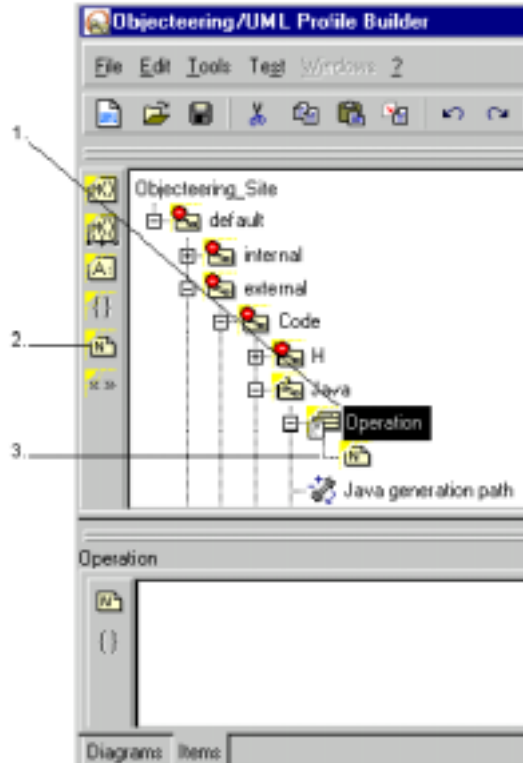 Objecteering/UML Profile Builder
File Edit Tools Test Windows ?
1.
Objecteering_Site
default
internal
external
Code
2.
H
Java
Operation
3.
N
Java generation path
Operation
N
{}
Diagrams Items